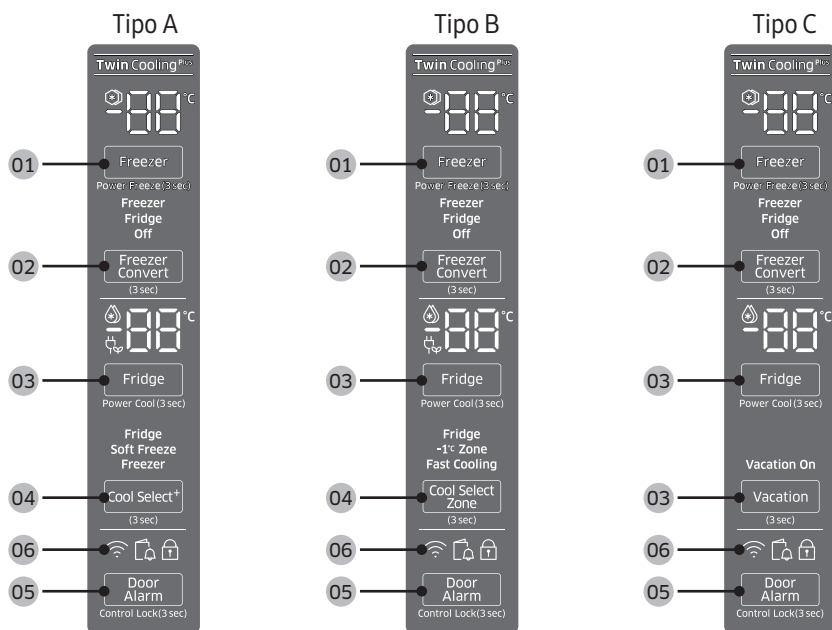 Tipo A
Twin Cooling Plus
-88 °C
01
Freezer
Power Freeze (3 sec)
Freezer
Fridge
Off
02
Freezer
Convert
(3 sec)
-88 °C
03
Fridge
Power Cool (3 sec)
Fridge
Soft Freeze
Freezer
04
Cool Select+
(3 sec)
06
05
Door
Alarm
Control Lock(3 sec)
Tipo B
Twin Cooling Plus
-88 °C
01
Freezer
Power Freeze (3 sec)
Freezer
Fridge
Off
02
Freezer
Convert
(3 sec)
-88 °C
03
Fridge
Power Cool (3 sec)
Fridge
-1°C Zone
Fast Cooling
04
Cool Select
Zone
(3 sec)
06
05
Door
Alarm
Control Lock(3 sec)
Tipo C
Twin Cooling Plus
-88 °C
01
Freezer
Power Freeze (3 sec)
Freezer
Fridge
Off
02
Freezer
Convert
(3 sec)
-88 °C
03
Fridge
Power Cool (3 sec)
Vacation On
03
Vacation
(3 sec)
06
05
Door
Alarm
Control Lock(3 sec)